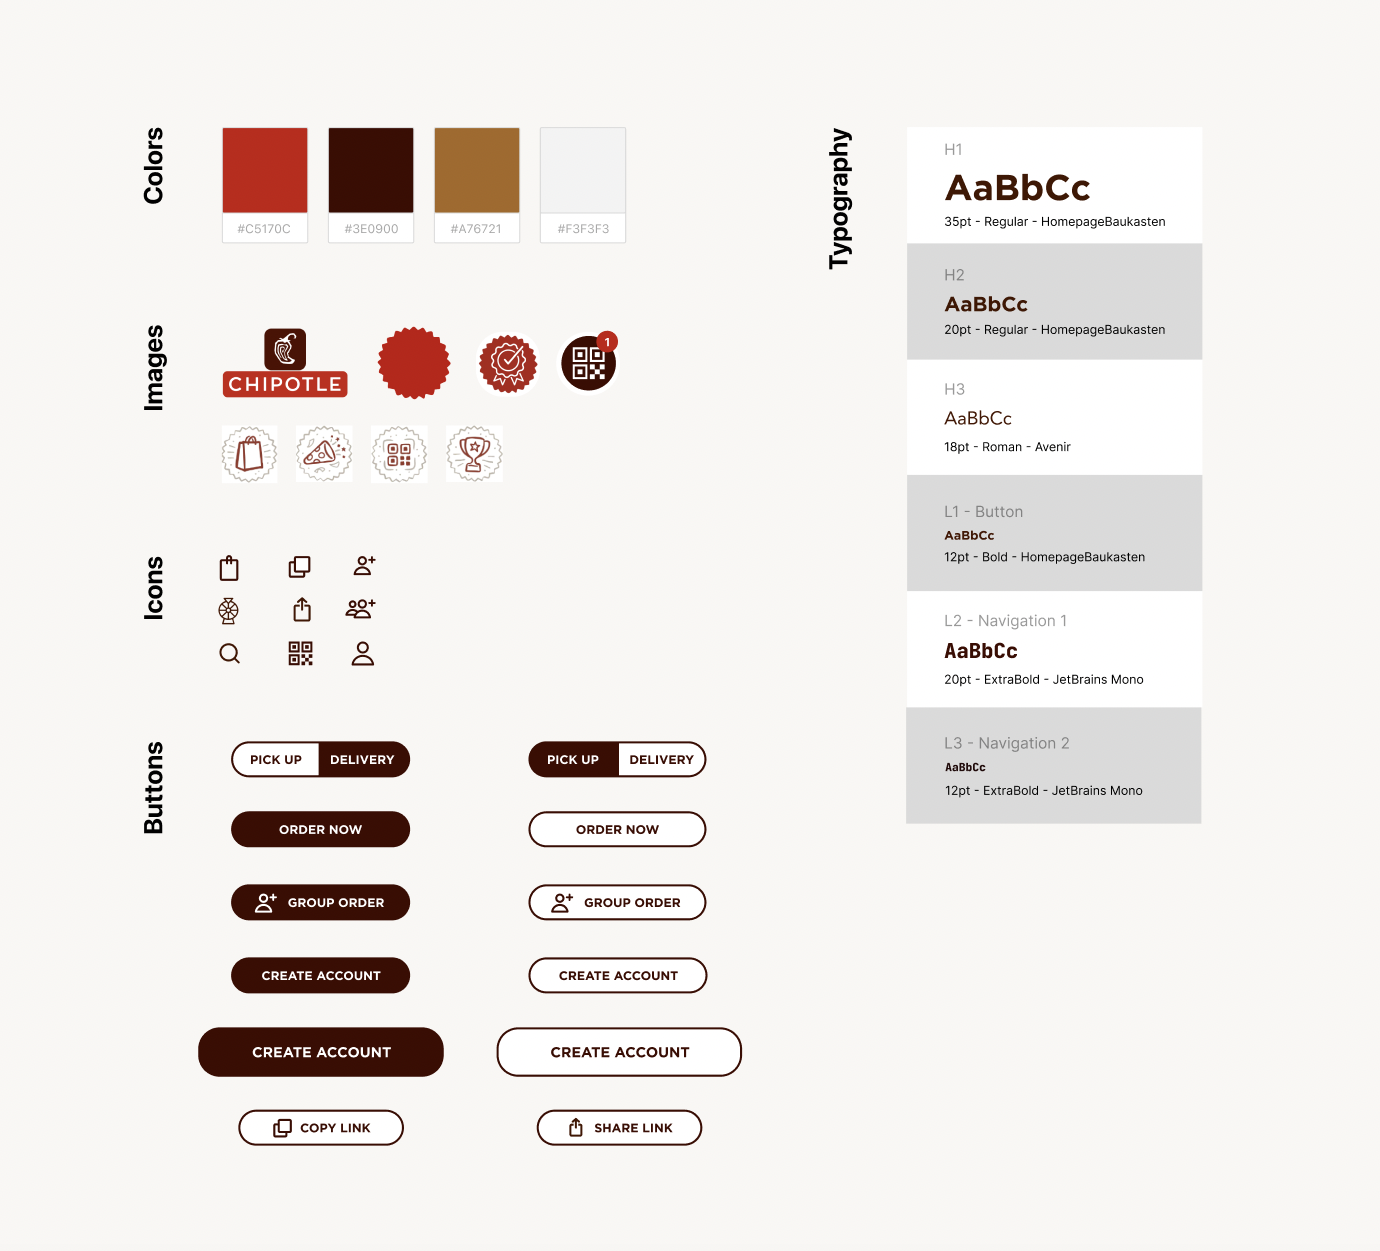 Colors
#C5170C
#3E0900
#A76721
#F3F3F3
Images
CHIPOTLE
1
Icons
Buttons
PICK UP
DELIVERY
PICK UP
DELIVERY
ORDER NOW
ORDER NOW
GROUP ORDER
GROUP ORDER
CREATE ACCOUNT
CREATE ACCOUNT
CREATE ACCOUNT
CREATE ACCOUNT
COPY LINK
SHARE LINK
Typography
H1
AaBbCc
35pt - Regular - HomepageBaukasten
H2
AaBbCc
20pt - Regular - HomepageBaukasten
H3
AaBbCc
18pt - Roman - Avenir
L1 - Button
AaBbCc
12pt - Bold - HomepageBaukasten
L2 - Navigation 1
AaBbCc
20pt - ExtraBold - JetBrains Mono
L3 - Navigation 2
AaBbCc
12pt - ExtraBold - JetBrains Mono